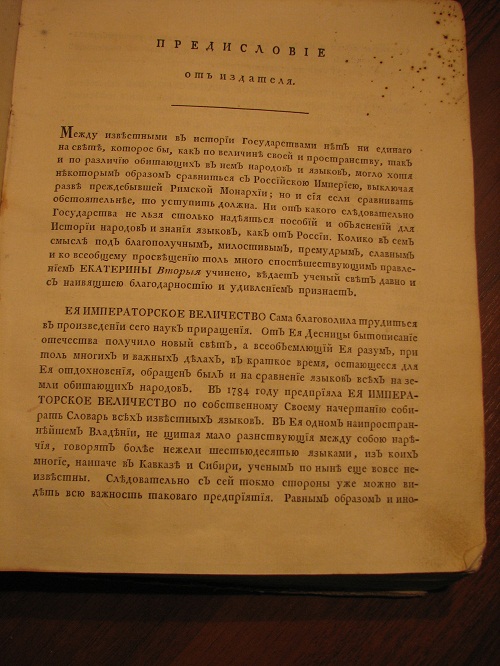 ПРЕДИСЛОВІЕ
отъ издателя.
Между извѣстными въ исторіи Государствами нѣтъ ни единаго
на свѣтѣ, которое бы, какъ по величинѣ своей и пространству, такъ
и по различію обитающихъ въ немъ народовъ и языковъ, могло хотя
нѣкоторымъ образомъ сравниться съ Россійскою Имперіею, выключая
развѣ преждебывшей Римской Монархіи; но и сія если сравнивать
обстоятельнѣе, то уступить должна. Ни отъ какого слѣдовательно
Государства не льзя столько надѣяться пособій и объясненій для
Исторіи народовъ и знанія языковъ, какъ отъ Россіи. Колико въ семъ
смыслѣ подъ благополучнымъ, милостивымъ, премудрымъ, славнымъ
и ко всеобщему просвѣщенію толь много споспѣшествующимъ правле-
ніемъ ЕКАТЕРИНЫ Вторыя учинено, вѣдаетъ ученый свѣтъ давно и
съ наивящшею благодарностію и удивленіемъ признаетъ.
ЕЯ ИМПЕРАТОРСКОЕ ВЕЛИЧЕСТВО Сама благоволила трудиться
въ произведеніи сего наукъ приращенія. Отъ Ея Десницы бытописаніе
отечества получило новый свѣтъ, а всеобъемлющій Ея разумъ, при
толь многихъ и важныхъ дѣлахъ, въ краткое время, остающееся для
Ея отдохновенія, обращенъ былъ и на сравненіе языковъ всѣхъ на зе-
мли обитающихъ народовъ. Въ 1784 году предпріяла ЕЯ ИМПЕРА-
ТОРСКОЕ ВЕЛИЧЕСТВО по собственному Своему начертанію соби-
рать Словарь всѣхъ извѣстныхъ языковъ. Въ Ея одномъ наипростран-
нѣйшемъ Владѣніи, не щитая мало разнствующія между собою нарѣ-
чія, говорятъ болѣе нежели шестьюдесятью языками, изъ коихъ
многіе, наипаче въ Кавказѣ и Сибири, ученымъ по нынѣ еще вовсе не-
извѣстны. Слѣдовательно съ сей токмо стороны уже можно ви-
дѣть всю важность таковаго предпріятія. Равнымъ образомъ и ино-